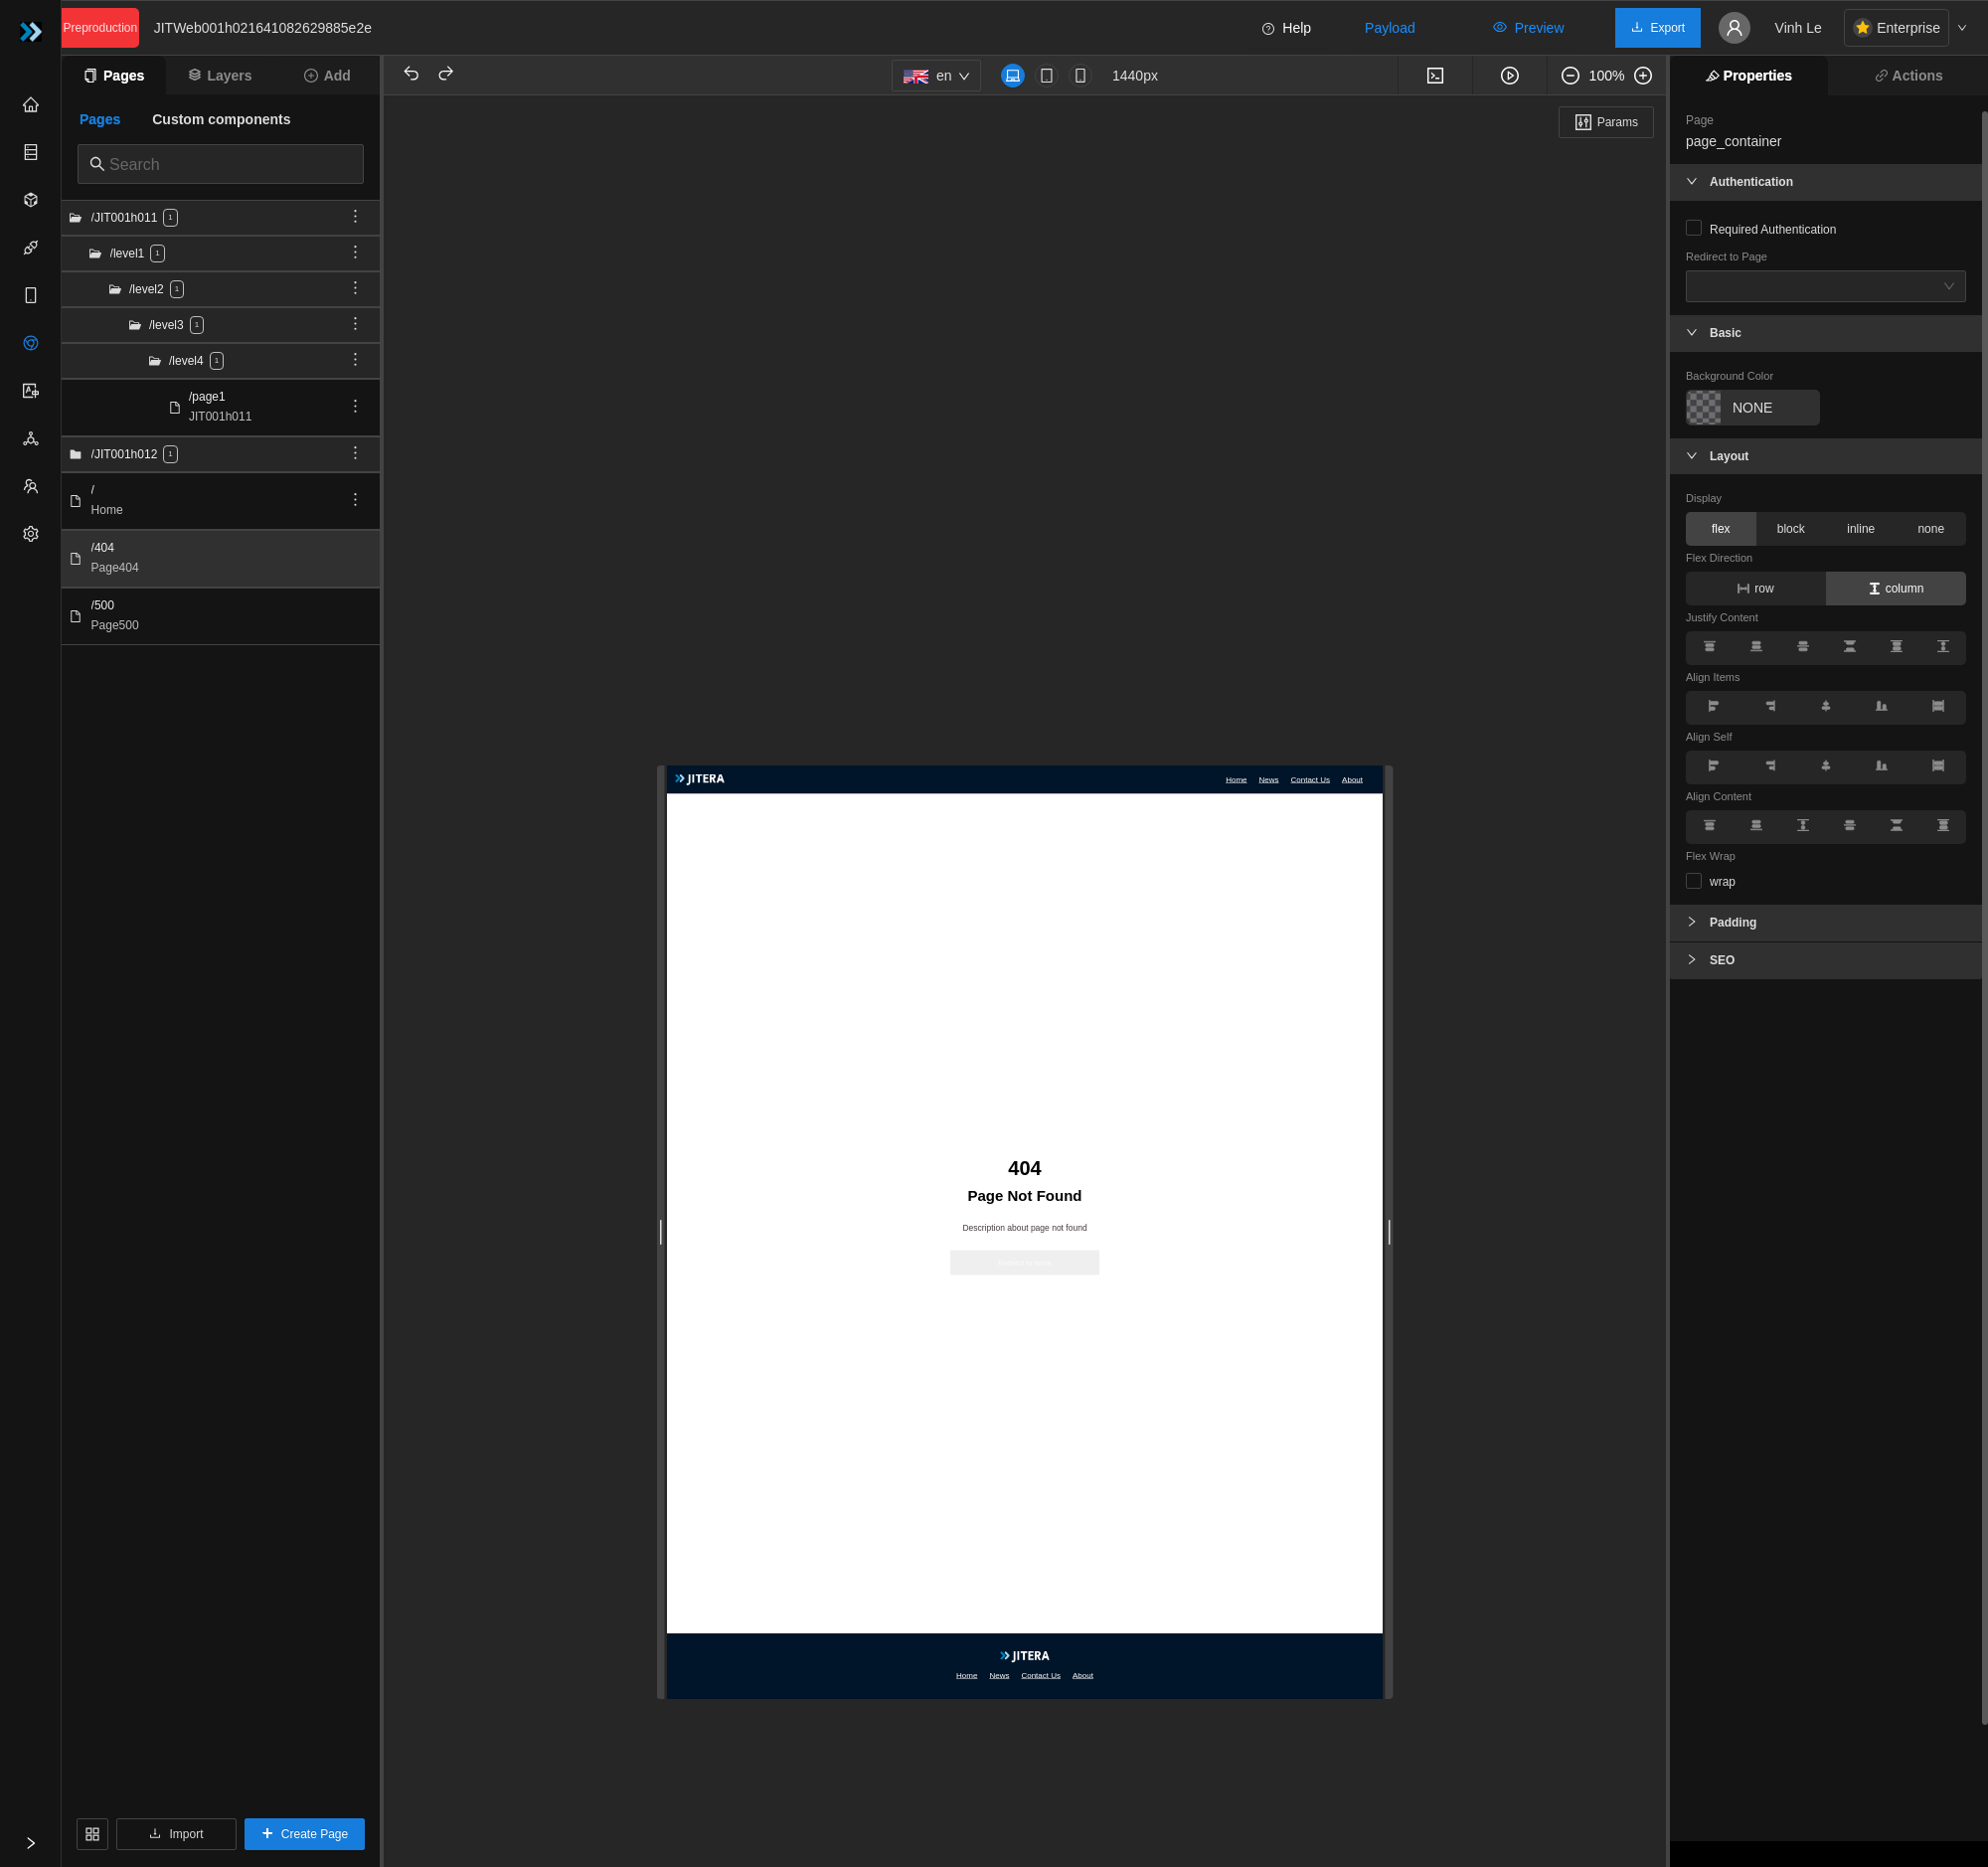 Preproduction JITWeb001h021641082629885e2e Help Payload Preview Export Vinh Le Enterprise
Pages Layers Add
en 1440px 100%
Properties Actions
Pages Custom components
Search
/JIT001h011 1
/level1 1
/level2 1
/level3 1
/level4 1
/page1
JIT001h011
/JIT001h012 1
/
Home
/404
Page404
/500
Page500
Import Create Page
Params
JITERA Home News Contact Us About
404
Page Not Found
Description about page not found
JITERA
Home News Contact Us About
Page
page_container
Authentication
Required Authentication
Redirect to Page
Basic
Background Color
NONE
Layout
Display
flex block inline none
Flex Direction
row column
Justify Content
Align Items
Align Self
Align Content
Flex Wrap
wrap
Padding
SEO